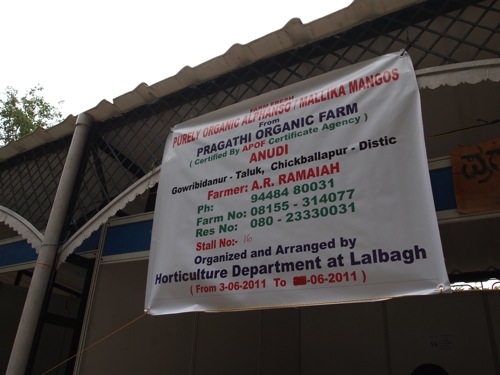 FARM FRESH
PURELY ORGANIC ALPHANSO / MALLIKA MANGOS
From
PRAGATHI ORGANIC FARM
( Certified By APOF Certificate Agency )
ANUDI
Gowribidanur - Taluk, Chickballapur - Distic
Farmer: A.R. RAMAIAH
Ph: 94484 80031
Farm No: 08155 - 314077
Res No: 080 - 23330031
Stall No:- 16
Organized and Arranged by
Horticulture Department at Lalbagh
( From 3-06-2011 To -06-2011 )